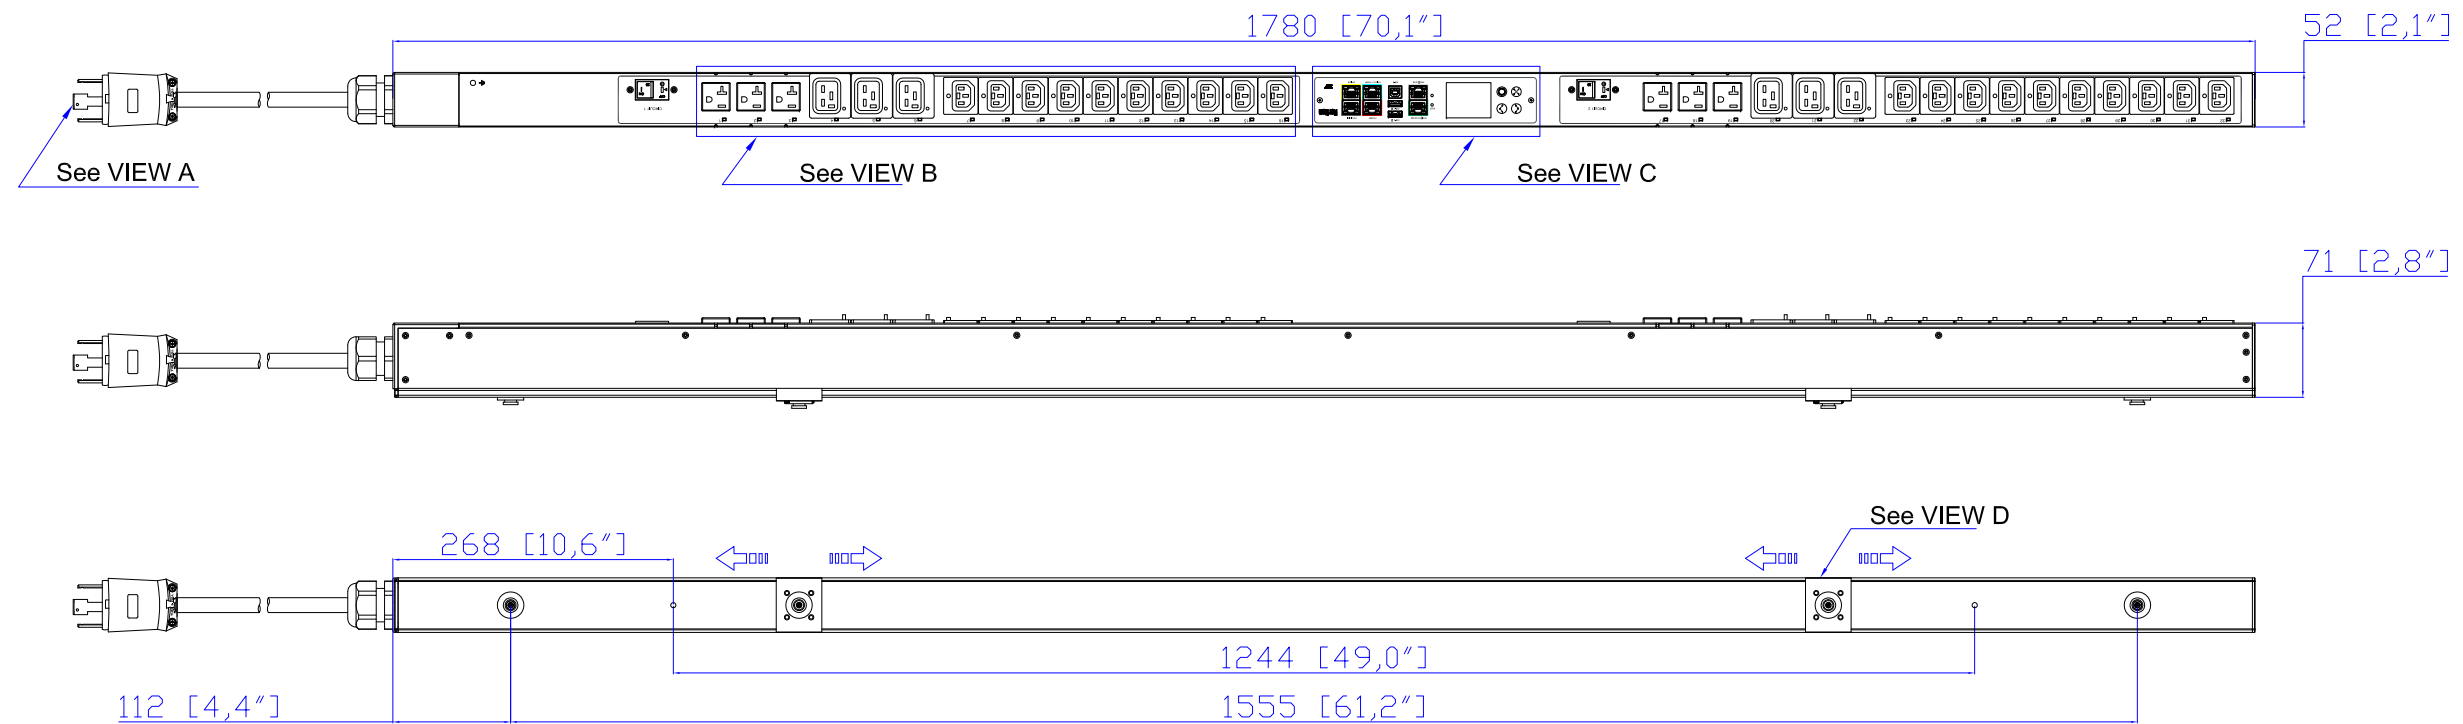 1780 [70,1"]
52 [2,1"]
See VIEW A
See VIEW B
See VIEW C
71 [2,8"]
See VIEW D
268 [10,6"]
1244 [49,0"]
112 [4,4"]
1555 [61,2"]